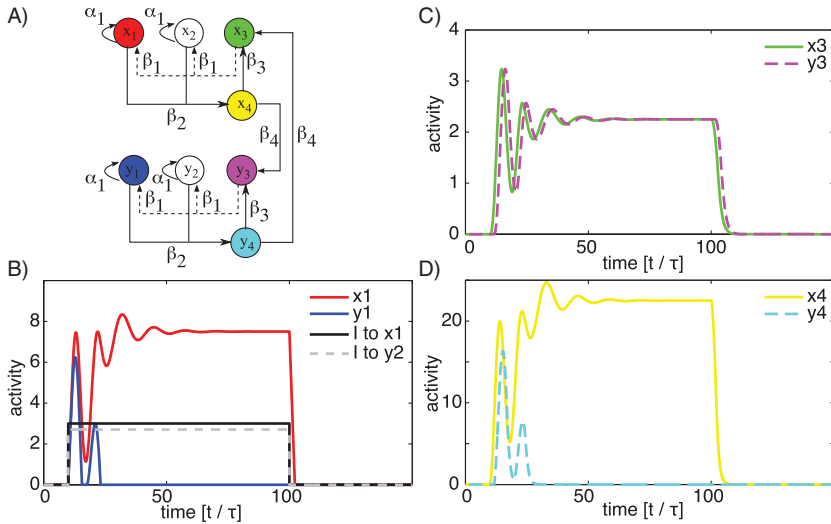 A)
α1 x1 α1 x2 x3
β1 β1 β3
β2 x4
β4 β4
y1 y2 y3
α1 α1 β1 β1 β3
β2 y4
B)
x1
y1
I to x1
I to y2
activity
8
6
4
2
0
0 50 100
time [t / τ]
C)
x3
y3
activity
4
3
2
1
0
0 50 100
time [t / τ]
D)
x4
y4
activity
20
10
0
0 50 100
time [t / τ]